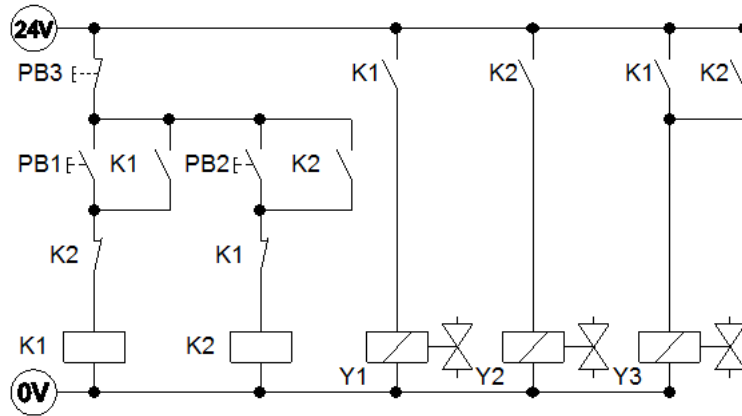 24V
PB3 K1 K2 K1 K2
PB1 K1 PB2 K2
K2 K1
K1 K2
Y1 Y2 Y3
0V